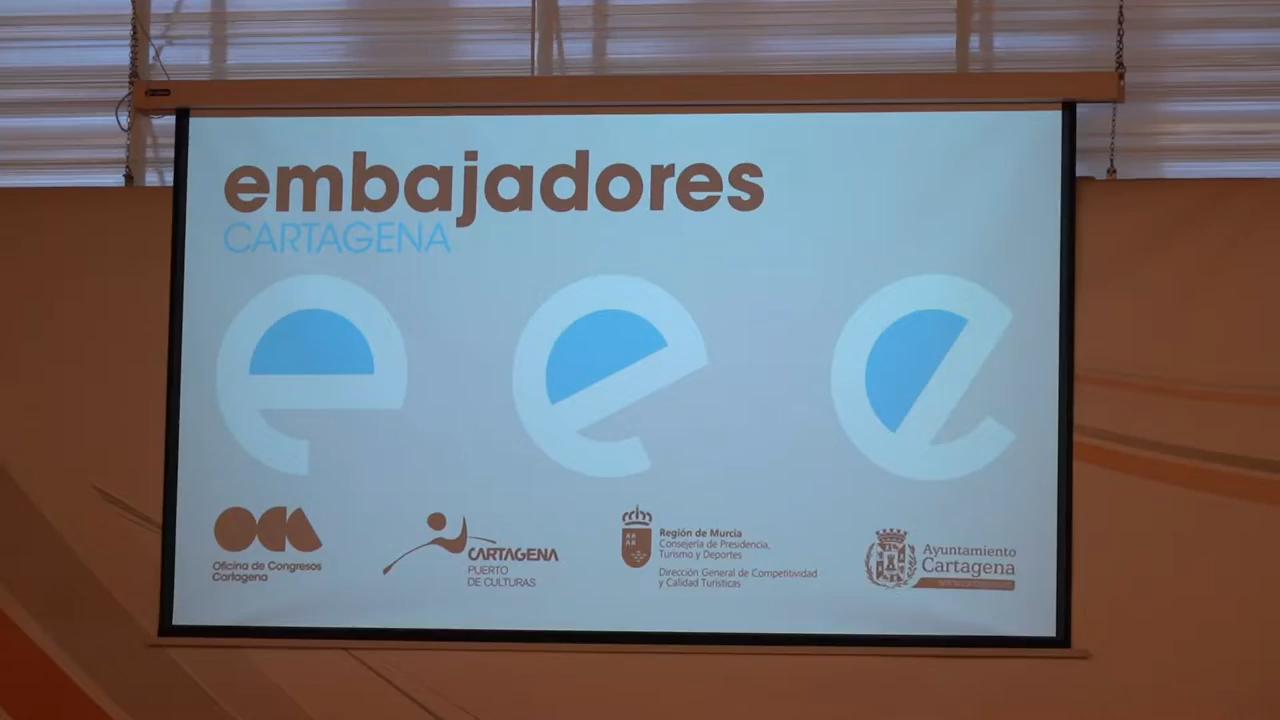 embajadores
CARTAGENA
e e e
OCA
Oficina de Congresos
Cartagena
CARTAGENA
PUERTO
DE CULTURAS
Región de Murcia
Consejería de Presidencia,
Turismo y Deportes
Dirección General de Competitividad
y Calidad Turísticas
Ayuntamiento
Cartagena